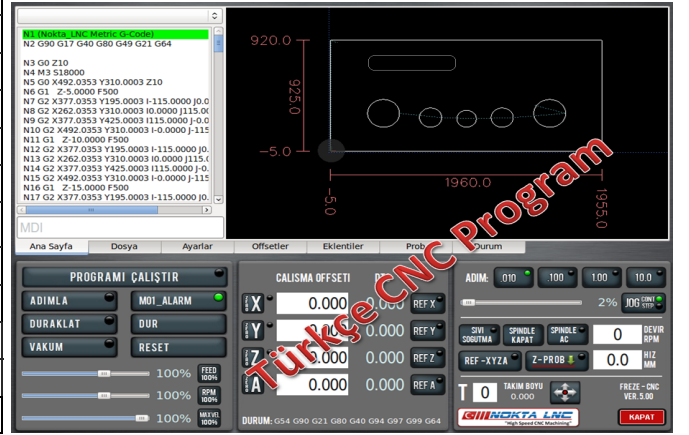 N1 (Nokta_LNC Metric G-Code)
N2 G90 G17 G40 G80 G49 G21 G64
N3 G0 Z10
N4 M3 S18000
N5 G0 X492.0353 Y310.0003 Z10
N6 G1 Z-5.0000 F500
N7 G2 X377.0353 Y195.0003 I-115.0000 J0.0
N8 G2 X262.0353 Y310.0003 I0.0000 J115.00
N9 G2 X377.0353 Y425.0003 I115.0000 J-0.0
N10 G2 X492.0353 Y310.0003 I-0.0000 J-115
N11 G1 Z-10.0000 F500
N12 G2 X377.0353 Y195.0003 I-115.0000 J0.
N13 G2 X262.0353 Y310.0003 I0.0000 J115.0
N14 G2 X377.0353 Y425.0003 I115.0000 J-0.
N15 G2 X492.0353 Y310.0003 I-0.0000 J-11
N16 G1 Z-15.0000 F500
N17 G2 X377.0353 Y195.0003 I-115.0000 J0.
MDI
920.0
925.0
-5.0
1960.0
-5.0
1955.0
Türkçe CNC Program
Ana Sayfa Dosya Ayarlar Offsetler Eklentiler Prob Durum
PROGRAMI ÇALIŞTIR
ADIMLA M01_ALARM
DURAKLAT DUR
VAKUM RESET
100% FEED 100%
100% RPM 100%
100% MAXVEL 100%
CALISMA OFFSETI
X 0.000 0.000 REF X
Y 0.000 0.000 REF Y
Z 0.000 0.000 REF Z
A 0.000 0.000 REF A
DURUM: G54 G90 G21 G80 G40 G94 G97 G99 G64
ADIM: 010 .100 1.00 10.0
2% JOG CONT STEP
SIVI SOGUTMA SPINDLE KAPAT SPINDLE AC 0 DEVIR RPM
REF-XYZA Z-PROB 0.0 HIZ MM
T 0 TAKIM BOYU 0.000 FREZE - CNC VER. 5.00
NOKTA LNC
"High Speed CNC Machining"
KAPAT